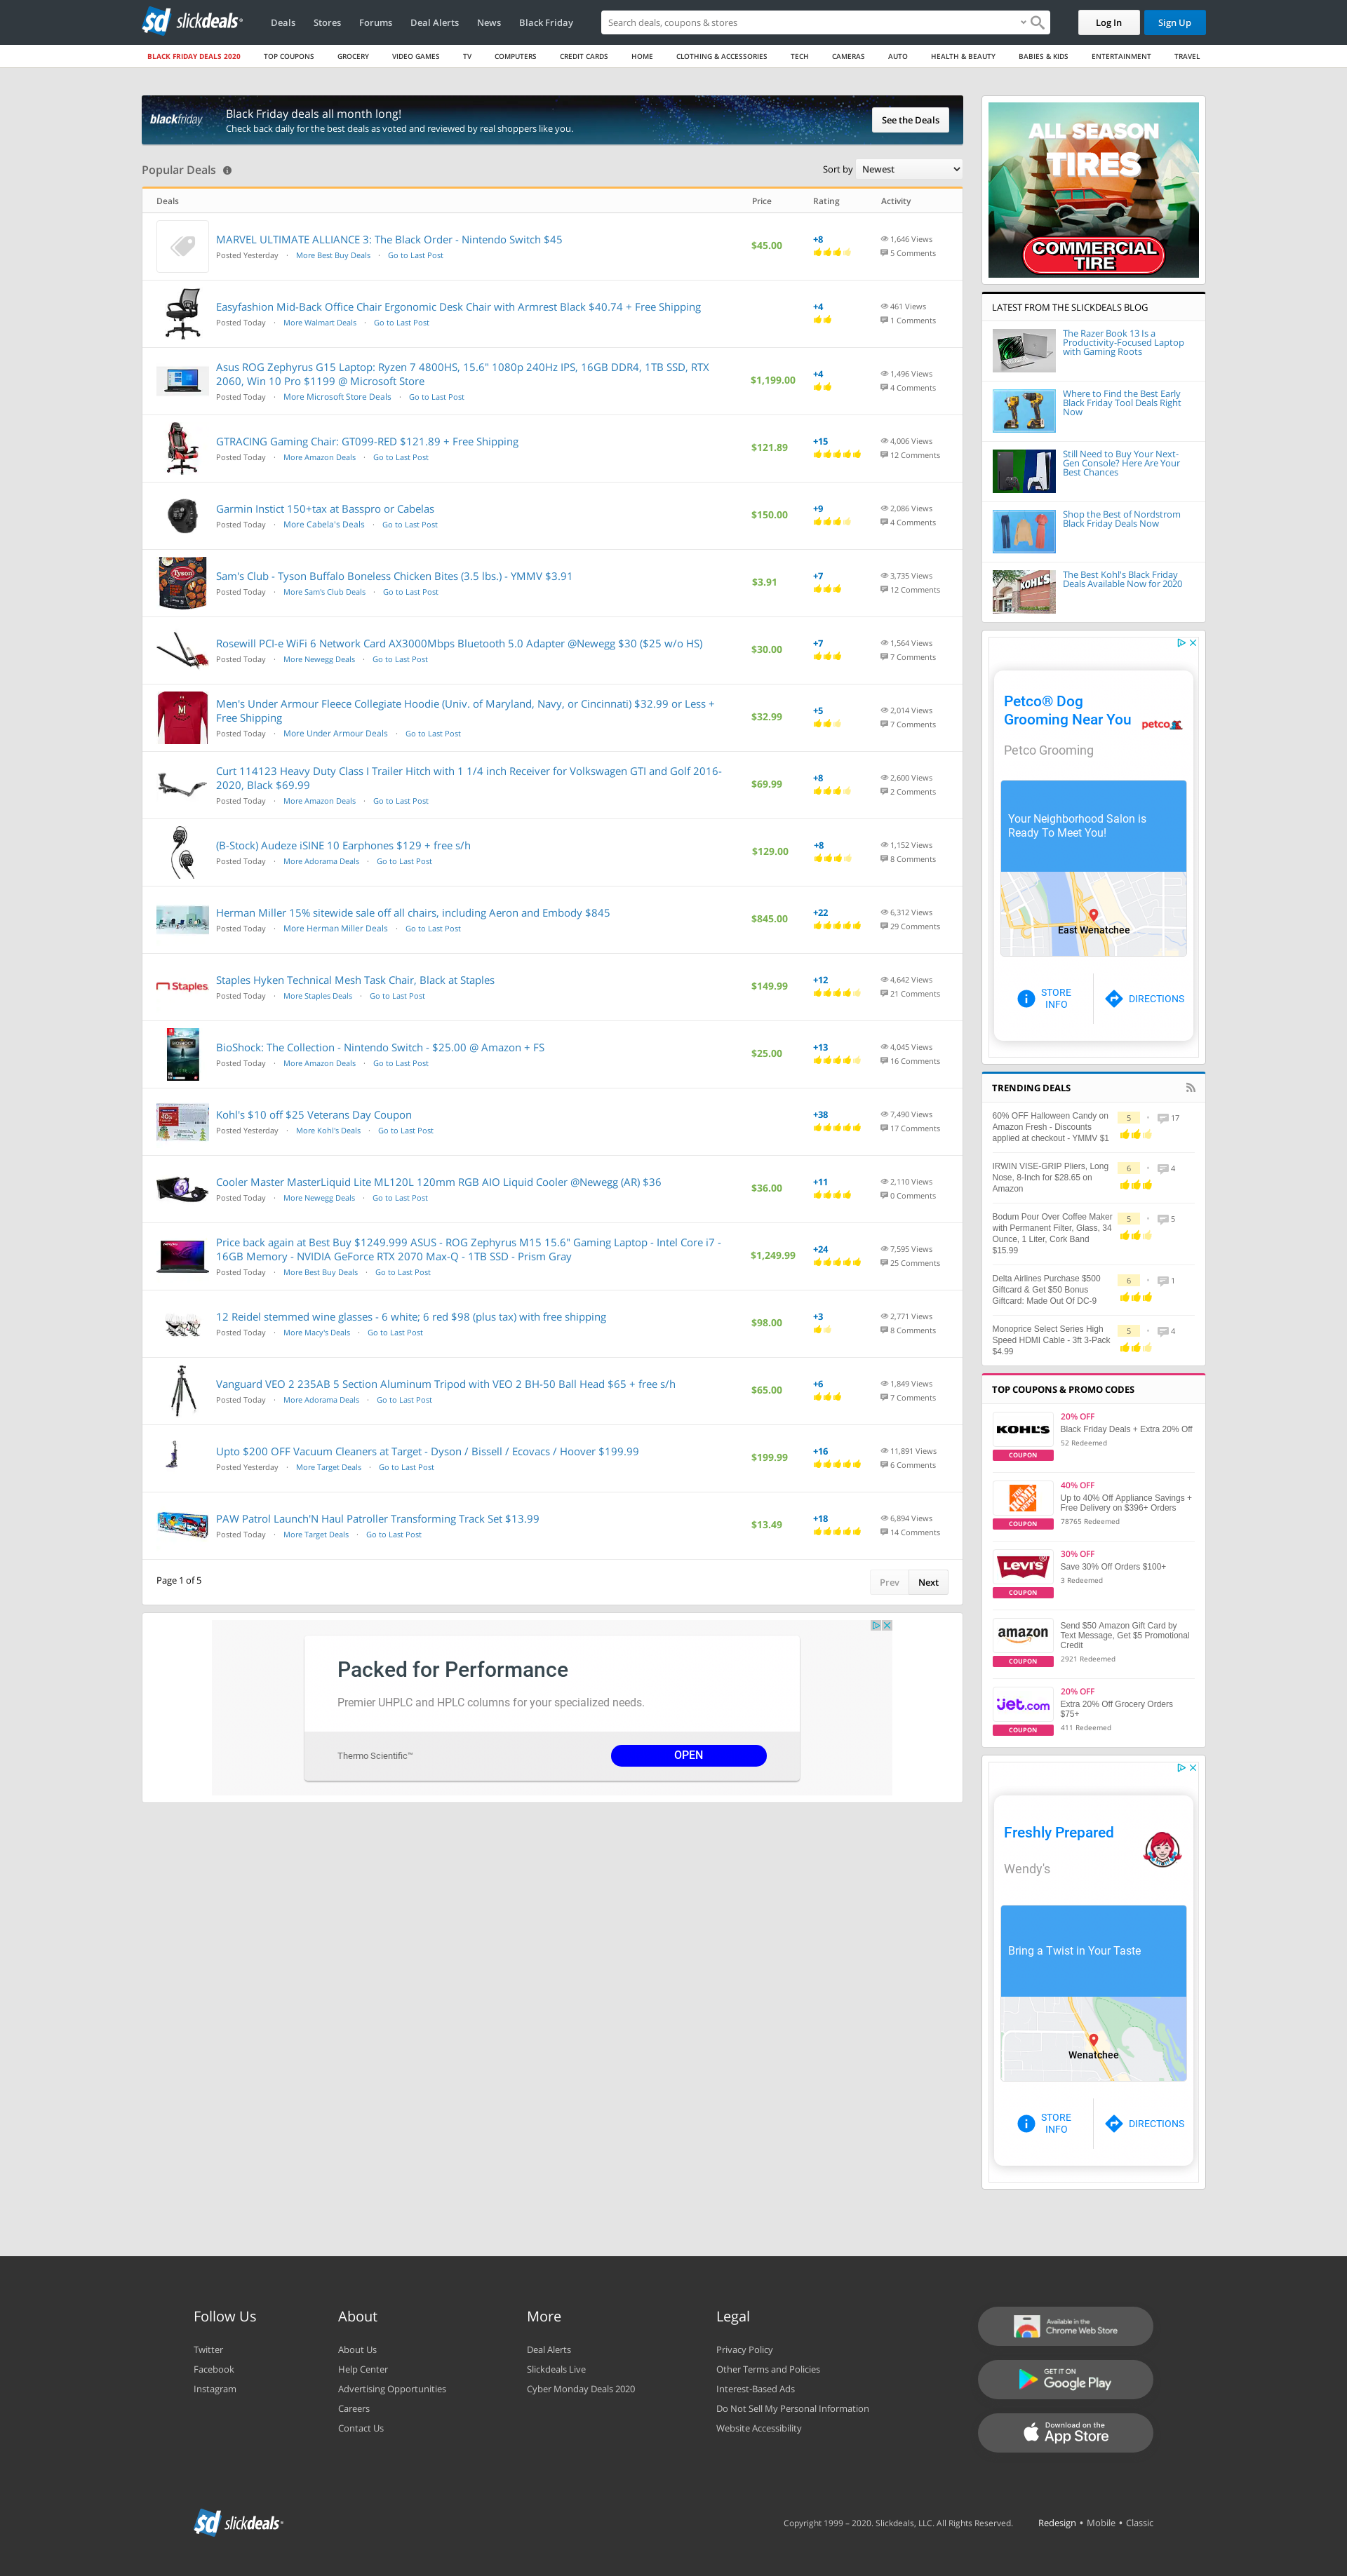 slickdeals
Deals
Stores
Forums
Deal Alerts
News
Black Friday
Search deals, coupons & stores
Log In
Sign Up
BLACK FRIDAY DEALS 2020
TOP COUPONS
GROCERY
VIDEO GAMES
TV
COMPUTERS
CREDIT CARDS
HOME
CLOTHING & ACCESSORIES
TECH
CAMERAS
AUTO
HEALTH & BEAUTY
BABIES & KIDS
ENTERTAINMENT
TRAVEL
blackfriday
Black Friday deals all month long!
Check back daily for the best deals as voted and reviewed by real shoppers like you.
See the Deals
Popular Deals
Sort by Newest
Deals Price Rating Activity
MARVEL ULTIMATE ALLIANCE 3: The Black Order - Nintendo Switch $45
Posted Yesterday · More Best Buy Deals · Go to Last Post
$45.00
+8
1,646 Views
5 Comments
Easyfashion Mid-Back Office Chair Ergonomic Desk Chair with Armrest Black $40.74 + Free Shipping
Posted Today · More Walmart Deals · Go to Last Post
+4
461 Views
1 Comments
Asus ROG Zephyrus G15 Laptop: Ryzen 7 4800HS, 15.6" 1080p 240Hz IPS, 16GB DDR4, 1TB SSD, RTX
2060, Win 10 Pro $1199 @ Microsoft Store
Posted Today · More Microsoft Store Deals · Go to Last Post
$1,199.00
+4
1,496 Views
4 Comments
GTRACING Gaming Chair: GT099-RED $121.89 + Free Shipping
Posted Today · More Amazon Deals · Go to Last Post
$121.89
+15
4,006 Views
12 Comments
Garmin Instict 150+tax at Basspro or Cabelas
Posted Today · More Cabela's Deals · Go to Last Post
$150.00
+9
2,086 Views
4 Comments
Sam's Club - Tyson Buffalo Boneless Chicken Bites (3.5 lbs.) - YMMV $3.91
Posted Today · More Sam's Club Deals · Go to Last Post
$3.91
+7
3,735 Views
12 Comments
Rosewill PCI-e WiFi 6 Network Card AX3000Mbps Bluetooth 5.0 Adapter @Newegg $30 ($25 w/o HS)
Posted Today · More Newegg Deals · Go to Last Post
$30.00
+7
1,564 Views
7 Comments
Men's Under Armour Fleece Collegiate Hoodie (Univ. of Maryland, Navy, or Cincinnati) $32.99 or Less +
Free Shipping
Posted Today · More Under Armour Deals · Go to Last Post
$32.99
+5
2,014 Views
7 Comments
Curt 114123 Heavy Duty Class I Trailer Hitch with 1 1/4 inch Receiver for Volkswagen GTI and Golf 2016-
2020, Black $69.99
Posted Today · More Amazon Deals · Go to Last Post
$69.99
+8
2,600 Views
2 Comments
(B-Stock) Audeze iSINE 10 Earphones $129 + free s/h
Posted Today · More Adorama Deals · Go to Last Post
$129.00
+8
1,152 Views
8 Comments
Herman Miller 15% sitewide sale off all chairs, including Aeron and Embody $845
Posted Today · More Herman Miller Deals · Go to Last Post
$845.00
+22
6,312 Views
29 Comments
Staples
Staples Hyken Technical Mesh Task Chair, Black at Staples
Posted Today · More Staples Deals · Go to Last Post
$149.99
+12
4,642 Views
21 Comments
BioShock: The Collection - Nintendo Switch - $25.00 @ Amazon + FS
Posted Today · More Amazon Deals · Go to Last Post
$25.00
+13
4,045 Views
16 Comments
Kohl's $10 off $25 Veterans Day Coupon
Posted Yesterday · More Kohl's Deals · Go to Last Post
+38
7,490 Views
17 Comments
Cooler Master MasterLiquid Lite ML120L 120mm RGB AIO Liquid Cooler @Newegg (AR) $36
Posted Today · More Newegg Deals · Go to Last Post
$36.00
+11
2,110 Views
0 Comments
Price back again at Best Buy $1249.999 ASUS - ROG Zephyrus M15 15.6" Gaming Laptop - Intel Core i7 -
16GB Memory - NVIDIA GeForce RTX 2070 Max-Q - 1TB SSD - Prism Gray
Posted Today · More Best Buy Deals · Go to Last Post
$1,249.99
+24
7,595 Views
25 Comments
12 Reidel stemmed wine glasses - 6 white; 6 red $98 (plus tax) with free shipping
Posted Today · More Macy's Deals · Go to Last Post
$98.00
+3
2,771 Views
8 Comments
Vanguard VEO 2 235AB 5 Section Aluminum Tripod with VEO 2 BH-50 Ball Head $65 + free s/h
Posted Today · More Adorama Deals · Go to Last Post
$65.00
+6
1,849 Views
7 Comments
Upto $200 OFF Vacuum Cleaners at Target - Dyson / Bissell / Ecovacs / Hoover $199.99
Posted Yesterday · More Target Deals · Go to Last Post
$199.99
+16
11,891 Views
6 Comments
PAW Patrol Launch'N Haul Patroller Transforming Track Set $13.99
Posted Today · More Target Deals · Go to Last Post
$13.49
+18
6,894 Views
14 Comments
Page 1 of 5
Prev
Next
Packed for Performance
Premier UHPLC and HPLC columns for your specialized needs.
Thermo Scientific™
OPEN
ALL SEASON
TIRES
COMMERCIAL
TIRE
LATEST FROM THE SLICKDEALS BLOG
The Razer Book 13 Is a
Productivity-Focused Laptop
with Gaming Roots
Where to Find the Best Early
Black Friday Tool Deals Right
Now
Still Need to Buy Your Next-
Gen Console? Here Are Your
Best Chances
Shop the Best of Nordstrom
Black Friday Deals Now
KOHL'S
The Best Kohl's Black Friday
Deals Available Now for 2020
Petco® Dog
Grooming Near You
petco
Petco Grooming
Your Neighborhood Salon is
Ready To Meet You!
East Wenatchee
STORE
INFO
DIRECTIONS
TRENDING DEALS
60% OFF Halloween Candy on
Amazon Fresh - Discounts
applied at checkout - YMMV $1
5 • 17
IRWIN VISE-GRIP Pliers, Long
Nose, 8-Inch for $28.65 on
Amazon
6 • 4
Bodum Pour Over Coffee Maker
with Permanent Filter, Glass, 34
Ounce, 1 Liter, Cork Band
$15.99
5 • 5
Delta Airlines Purchase $500
Giftcard & Get $50 Bonus
Giftcard: Made Out Of DC-9
6 • 1
Monoprice Select Series High
Speed HDMI Cable - 3ft 3-Pack
$4.99
5 • 4
TOP COUPONS & PROMO CODES
KOHL'S
COUPON
20% OFF
Black Friday Deals + Extra 20% Off
52 Redeemed
COUPON
40% OFF
Up to 40% Off Appliance Savings +
Free Delivery on $396+ Orders
78765 Redeemed
LEVI'S
COUPON
30% OFF
Save 30% Off Orders $100+
3 Redeemed
amazon
COUPON
Send $50 Amazon Gift Card by
Text Message, Get $5 Promotional
Credit
2921 Redeemed
jet.com
COUPON
20% OFF
Extra 20% Off Grocery Orders
$75+
411 Redeemed
Freshly Prepared
Wendy's
Bring a Twist in Your Taste
Wenatchee
STORE
INFO
DIRECTIONS
Follow Us
Twitter
Facebook
Instagram
About
About Us
Help Center
Advertising Opportunities
Careers
Contact Us
More
Deal Alerts
Slickdeals Live
Cyber Monday Deals 2020
Legal
Privacy Policy
Other Terms and Policies
Interest-Based Ads
Do Not Sell My Personal Information
Website Accessibility
Available in the
Chrome Web Store
GET IT ON
Google Play
Download on the
App Store
slickdeals
Copyright 1999 – 2020. Slickdeals, LLC. All Rights Reserved.
Redesign • Mobile • Classic